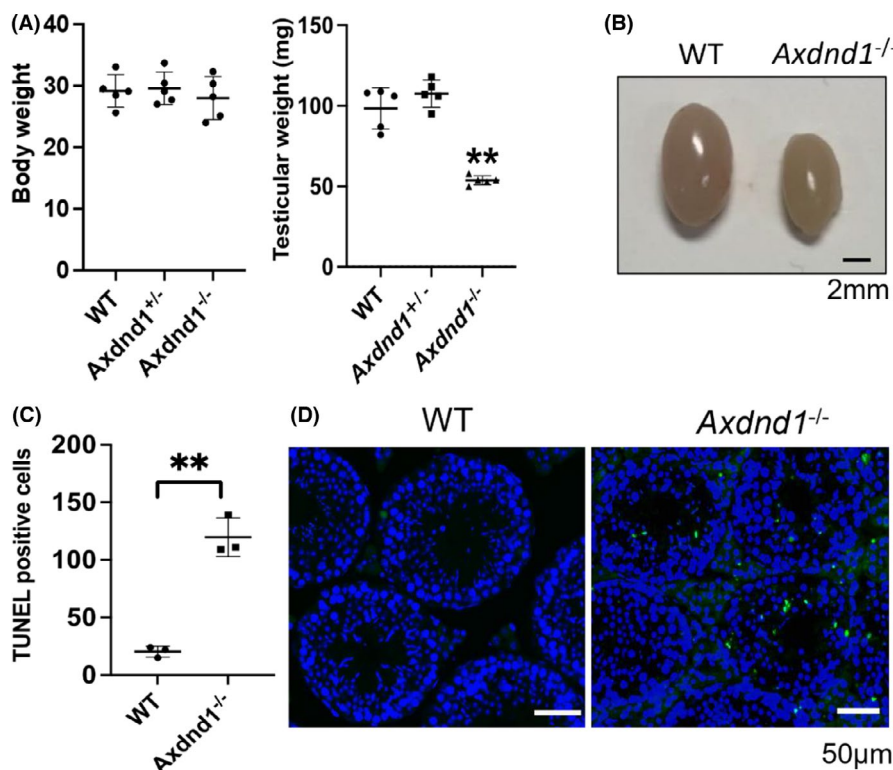 (A)
Body weight
40
30
20
10
0
WT
Axdnd1+/-
Axdnd1-/-
Testicular weight (mg)
150
100
50
0
**
WT
Axdnd1+/-
Axdnd1-/-
(B)
WT Axdnd1-/-
2mm
(C)
TUNEL positive cells
200
150
100
50
0
**
WT
Axdnd1-/-
(D)
WT Axdnd1-/-
50µm